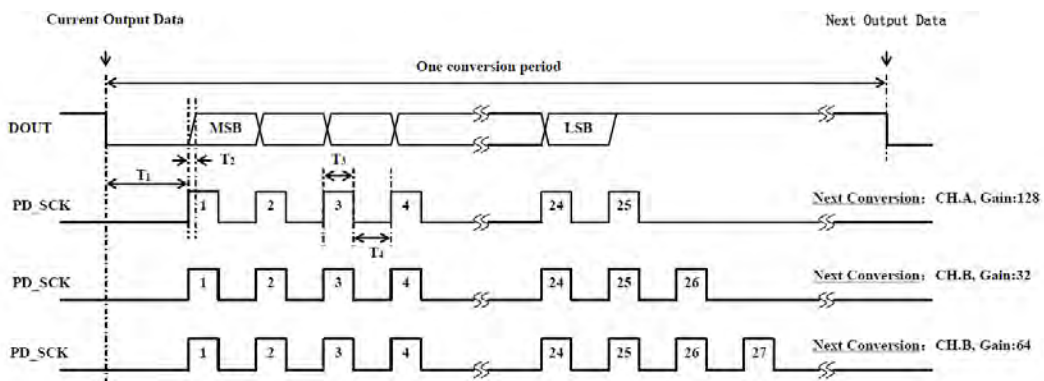 Current Output Data
Next Output Data
One conversion period
DOUT
MSB
LSB
T1
T2
T3
T4
PD_SCK
1 2 3 4 24 25
Next Conversion: CH.A, Gain:128
PD_SCK
1 2 3 4 24 25 26
Next Conversion: CH.B, Gain:32
PD_SCK
1 2 3 4 24 25 26 27
Next Conversion: CH.B, Gain:64